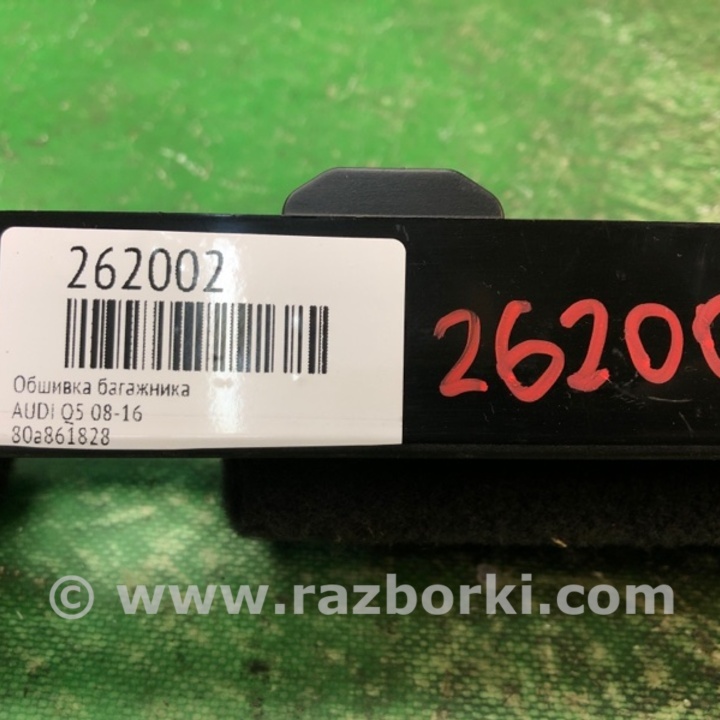 262002
Обшивка багажника
AUDI Q5 08-16
80a861828
2620
© www.razborki.com